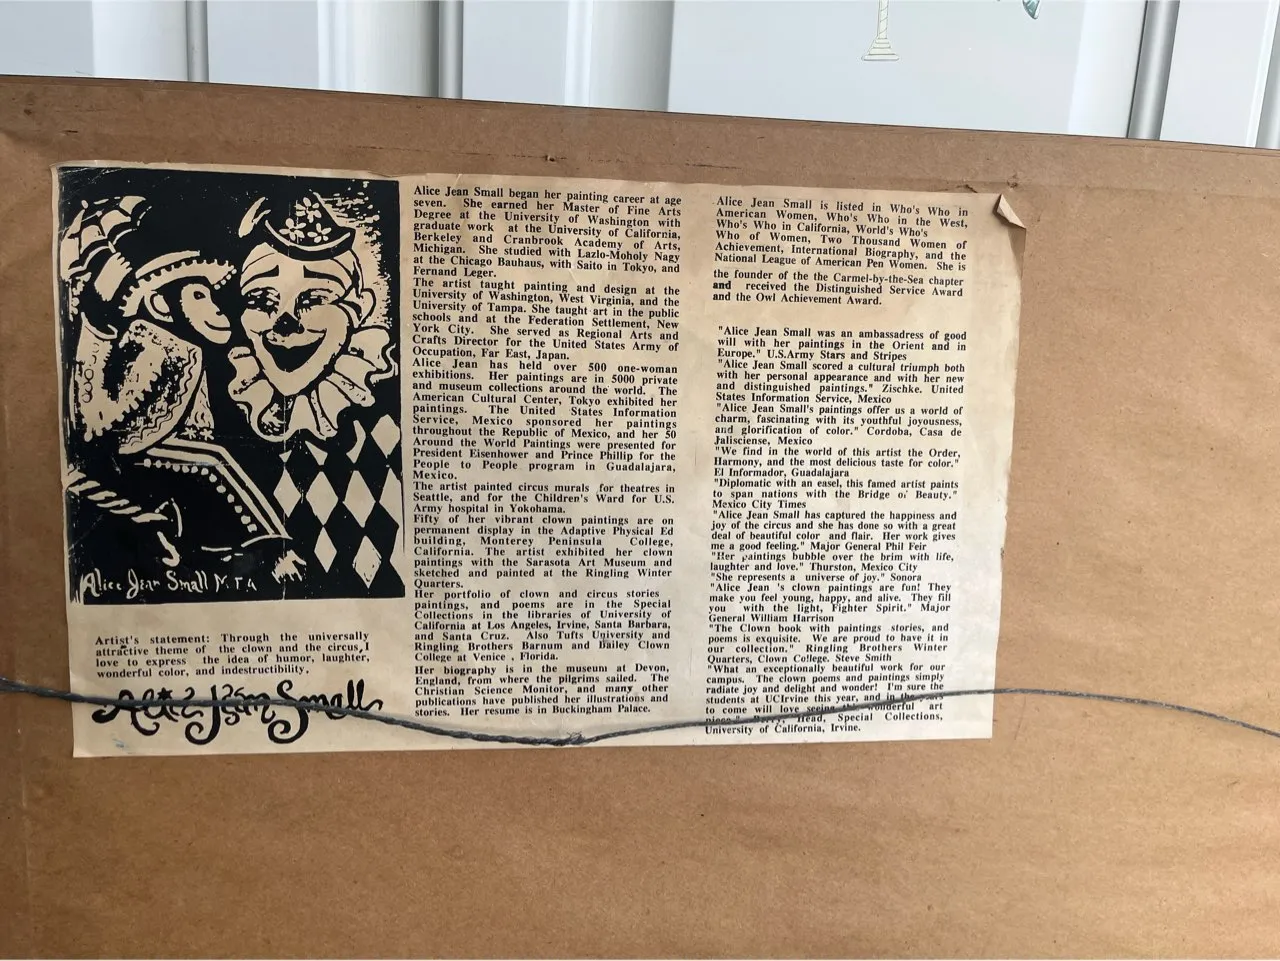 Alice Jean Small M.F.A
Artist's statement: Through the universally
attractive theme of the clown and the circus, I
love to express the idea of humor, laughter,
wonderful color, and indestructibility.
Alice Jean Small
Alice Jean Small began her painting career at age
seven. She earned her Master of Fine Arts
Degree at the University of Washington with
graduate work at the University of California,
Berkeley and Cranbrook Academy of Arts,
Michigan. She studied with Lazlo-Moholy Nagy
at the Chicago Bauhaus, with Saito in Tokyo, and
Fernand Leger.
The artist taught painting and design at the
University of Washington, West Virginia, and the
University of Tampa. She taught art in the public
schools and at the Federation Settlement, New
York City. She served as Regional Arts and
Crafts Director for the United States Army of
Occupation, Far East, Japan.
Alice Jean has held over 500 one-woman
exhibitions. Her paintings are in 5000 private
and museum collections around the world. The
American Cultural Center, Tokyo exhibited her
paintings. The United States Information
Service, Mexico sponsored her paintings
throughout the Republic of Mexico, and her 50
Around the World Paintings were presented for
President Eisenhower and Prince Phillip for the
People to People program in Guadalajara,
Mexico.
The artist painted circus murals for theatres in
Seattle, and for the Children's Ward for U.S.
Army hospital in Yokohama.
Fifty of her vibrant clown paintings are on
permanent display in the Adaptive Physical Ed
building, Monterey Peninsula College,
California. The artist exhibited her clown
paintings with the Sarasota Art Museum and
sketched and painted at the Ringling Winter
Quarters.
Her portfolio of clown and circus stories
paintings, and poems are in the Special
Collections in the libraries of University of
California at Los Angeles, Irvine, Santa Barbara,
and Santa Cruz. Also Tufts University and
Ringling Brothers Barnum and Bailey Clown
College at Venice , Florida.
Her biography is in the museum at Devon,
England, from where the pilgrims sailed. The
Christian Science Monitor, and many other
publications have published her illustrations and
stories. Her resume is in Buckingham Palace.
Alice Jean Small is listed in Who's Who in
American Women, Who's Who in the West,
Who's Who in California, World's Who's
Who of Women, Two Thousand Women of
Achievement, International Biography, and the
National League of American Pen Women. She is
the founder of the the Carmel-by-the-Sea chapter
and received the Distinguished Service Award
and the Owl Achievement Award.
"Alice Jean Small was an ambassadress of good
will with her paintings in the Orient and in
Europe." U.S.Army Stars and Stripes
"Alice Jean Small scored a cultural triumph both
with her personal appearance and with her new
and distinguished paintings." Zischke. United
States Information Service, Mexico
"Alice Jean Small's paintings offer us a world of
charm, fascinating with its youthful joyousness,
and glorification of color." Cordoba, Casa de
Jalisciense, Mexico
"We find in the world of this artist the Order,
Harmony, and the most delicious taste for color."
El Informador, Guadalajara
"Diplomatic with an easel, this famed artist paints
to span nations with the Bridge of Beauty."
Mexico City Times
"Alice Jean Small has captured the happiness and
joy of the circus and she has done so with a great
deal of beautiful color and flair. Her work gives
me a good feeling." Major General Phil Feir
"Her paintings bubble over the brim with life,
laughter and love." Thurston, Mexico City
"She represents a universe of joy." Sonora
"Alice Jean 's clown paintings are fun! They
make you feel young, happy, and alive. They fill
you with the light, Fighter Spirit." Major
General William Harrison
"The Clown book with paintings stories, and
poems is exquisite. We are proud to have it in
our collection." Ringling Brothers Winter
Quarters, Clown College, Steve Smith
"What an exceptionally beautiful work for our
campus. The clown poems and paintings simply
radiate joy and delight and wonder! I'm sure the
students at UCIrvine this year, and in the years
to come will love seeing this wonderful art
piece." Head, Special Collections,
University of California, Irvine.